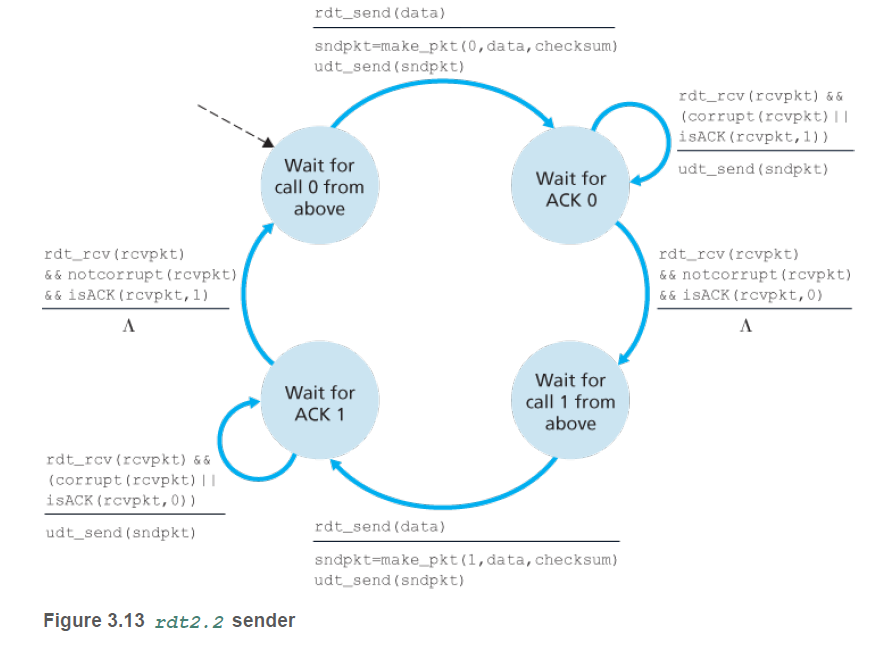 rdt_send(data)
sndpkt=make_pkt(0,data,checksum)
udt_send(sndpkt)
rdt_rcv(rcvpkt) &&
(corrupt(rcvpkt)||
isACK(rcvpkt,1))
udt_send(sndpkt)
Wait for
call 0 from
above
Wait for
ACK 0
rdt_rcv(rcvpkt)
&& notcorrupt(rcvpkt)
&& isACK(rcvpkt,1)
Λ
rdt_rcv(rcvpkt)
&& notcorrupt(rcvpkt)
&& isACK(rcvpkt,0)
Λ
Wait for
ACK 1
Wait for
call 1 from
above
rdt_rcv(rcvpkt) &&
(corrupt(rcvpkt)||
isACK(rcvpkt,0))
udt_send(sndpkt)
rdt_send(data)
sndpkt=make_pkt(1,data,checksum)
udt_send(sndpkt)
Figure 3.13 rdt2.2 sender